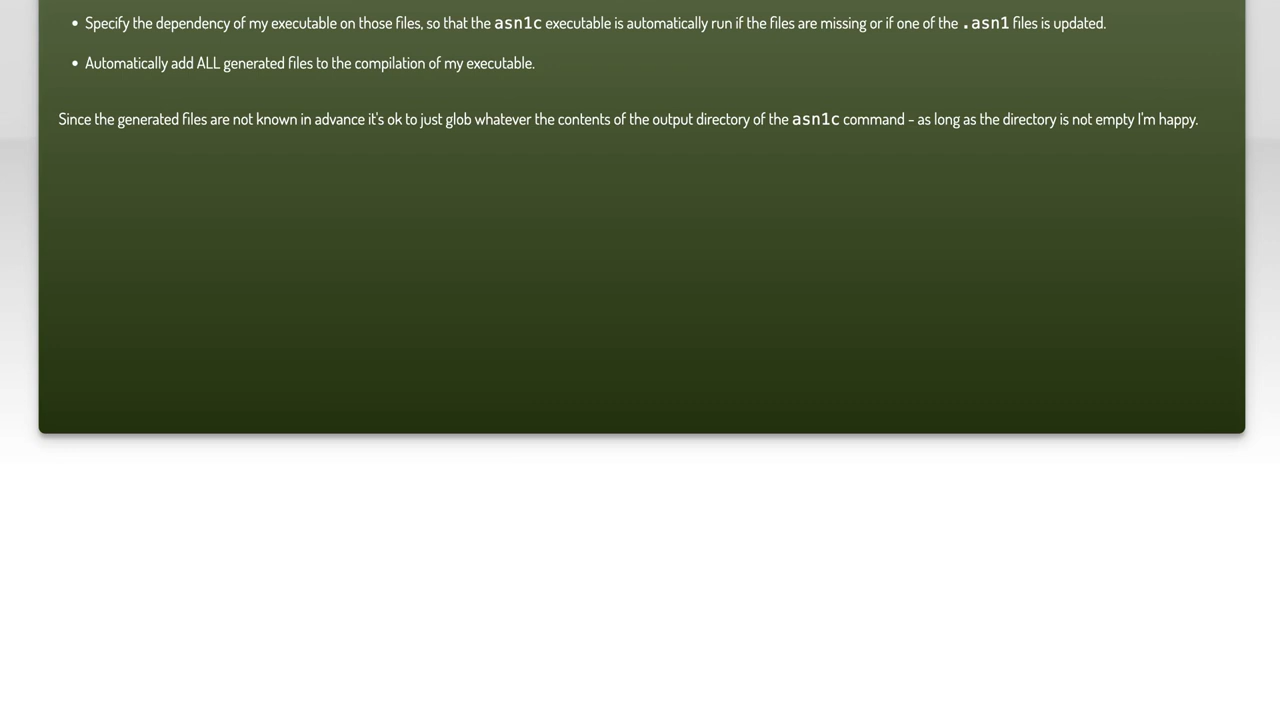 • Specify the dependency of my executable on those files, so that the asn1c executable is automatically run if the files are missing or if one of the .asn1 files is updated.
• Automatically add ALL generated files to the compilation of my executable.
Since the generated files are not known in advance it's ok to just glob whatever the contents of the output directory of the asn1c command - as long as the directory is not empty I'm happy.